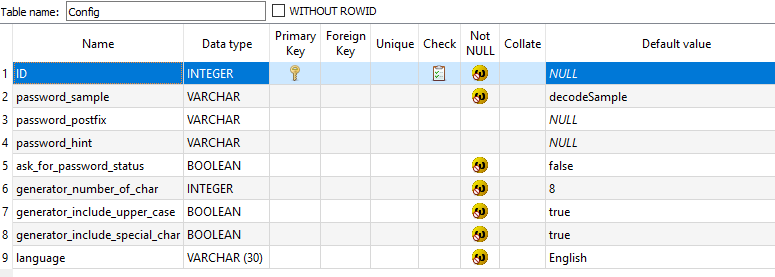 Table name: Config WITHOUT ROWID
Name Data type Primary Key Foreign Key Unique Check Not NULL Collate Default value
1 ID INTEGER NULL
2 password_sample VARCHAR decodeSample
3 password_postfix VARCHAR NULL
4 password_hint VARCHAR NULL
5 ask_for_password_status BOOLEAN false
6 generator_number_of_char INTEGER 8
7 generator_include_upper_case BOOLEAN true
8 generator_include_special_char BOOLEAN true
9 language VARCHAR (30) English